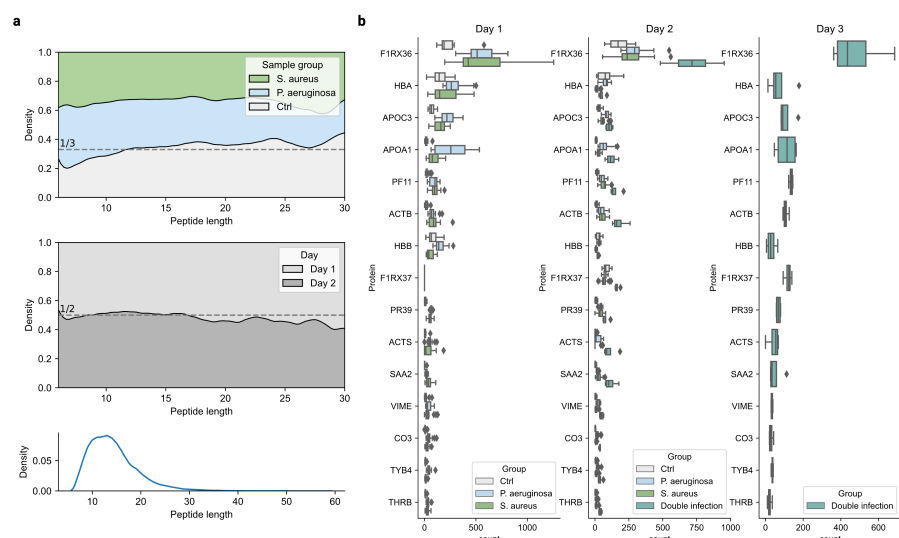 a
b
1.0
0.8
0.6
0.4
0.2
0.0
Density
1/3
Sample group
S. aureus
P. aeruginosa
Ctrl
10
15
20
25
30
Peptide length
1.0
0.8
0.6
0.4
0.2
0.0
Density
1/2
Day
Day 1
Day 2
10
15
20
25
30
Peptide length
0.05
0.00
Density
10
20
30
40
50
60
Peptide length
Day 1
Protein
F1RX36
HBA
APOC3
APOA1
PF11
ACTB
HBB
F1RX37
PR39
ACTS
SAA2
VIME
CO3
TYB4
THRB
Group
Ctrl
P. aeruginosa
S. aureus
0
500
1000
count
Day 2
Protein
F1RX36
HBA
APOC3
APOA1
PF11
ACTB
HBB
F1RX37
PR39
ACTS
SAA2
VIME
CO3
TYB4
THRB
Group
Ctrl
P. aeruginosa
S. aureus
Double infection
0
250
500
750
1000
count
Day 3
Protein
F1RX36
HBA
APOC3
APOA1
PF11
ACTB
HBB
F1RX37
PR39
ACTS
SAA2
VIME
CO3
TYB4
THRB
Group
Double infection
0
200
400
600
count